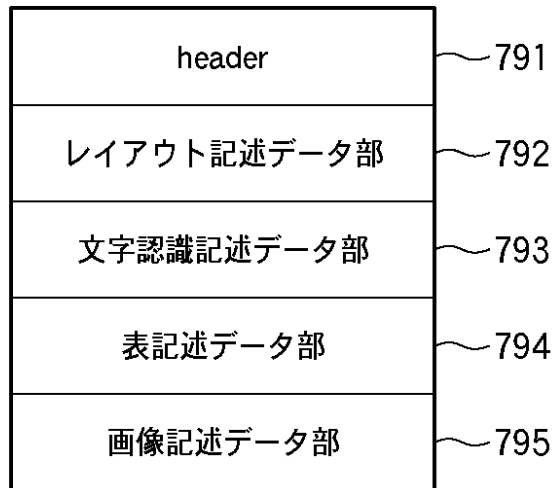 header 791
レイアウト記述データ部 792
文字認識記述データ部 793
表記述データ部 794
画像記述データ部 795